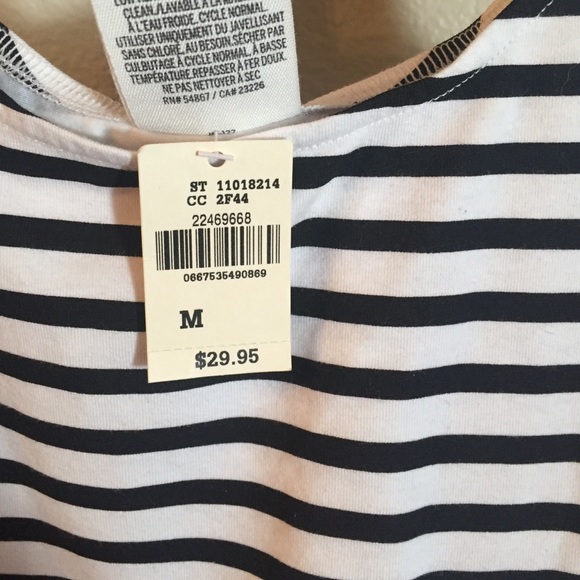 CLEAN./LAVABLE À LA
À L'EAU FROIDE, CYCLE NORMAL
UTILISER UNIQUEMENT DU JAVELLISANT
SANS CHLORE, AU BESOIN, SÉCHER PAR
CULBUTAGE À CYCLE NORMAL, À BASSE
TEMPÉRATURE. REPASSER À FER DOUX.
NE PAS NETTOYER À SEC
RN# 54867 / CA# 23226
ST 11018214
CC 2F44
22469668
0667535490869
M
$29.95